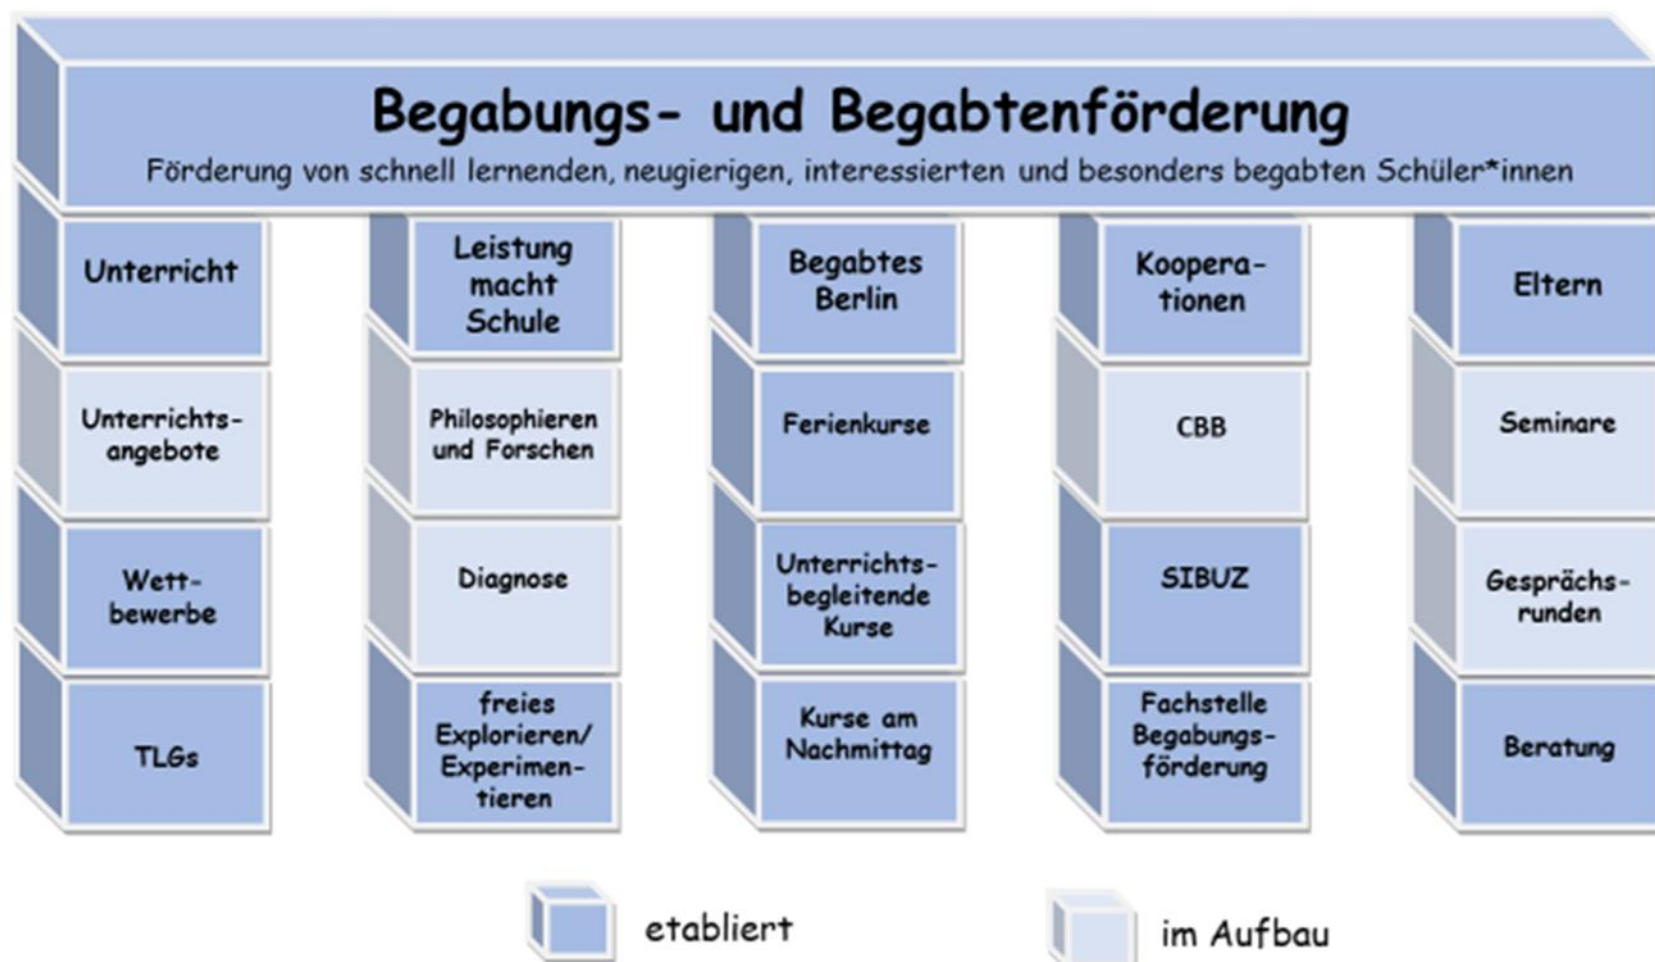 Begabungs- und Begabtenförderung
Förderung von schnell lernenden, neugierigen, interessierten und besonders begabten Schüler*innen
Unterricht
Unterrichts-
angebote
Wett-
bewerbe
TLGs
Leistung
macht
Schule
Philosophieren
und Forschen
Diagnose
freies
Explorieren/
Experimen-
tieren
Begabtes
Berlin
Ferienkurse
Unterrichts-
begleitende
Kurse
Kurse am
Nachmittag
Koopera-
tionen
CBB
SIBUZ
Fachstelle
Begabungs-
förderung
Eltern
Seminare
Gesprächs-
runden
Beratung
etabliert
im Aufbau